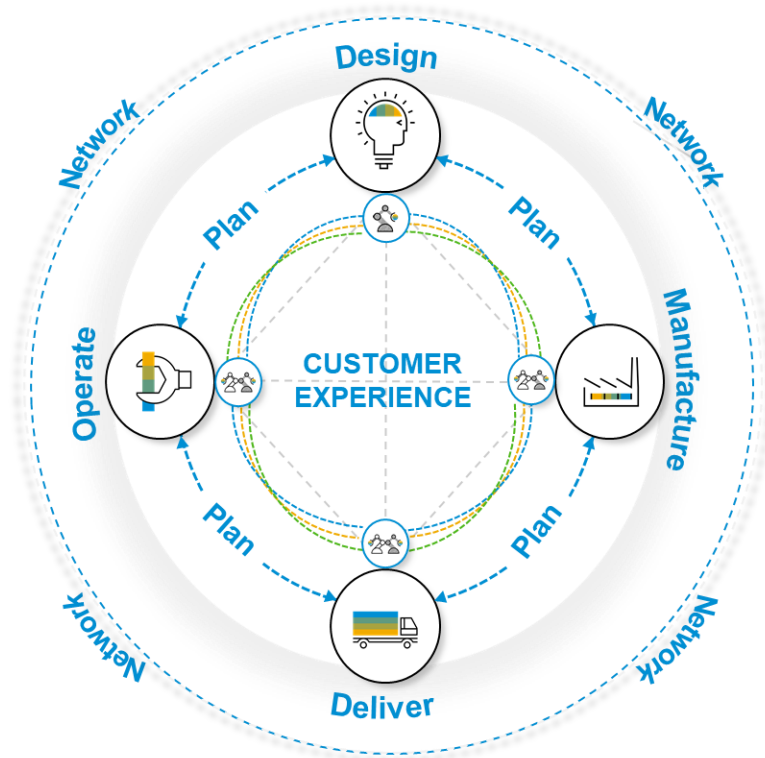 Design
Network
Network
Plan
Plan
Operate
CUSTOMER
EXPERIENCE
Manufacture
Plan
Plan
Network
Network
Deliver